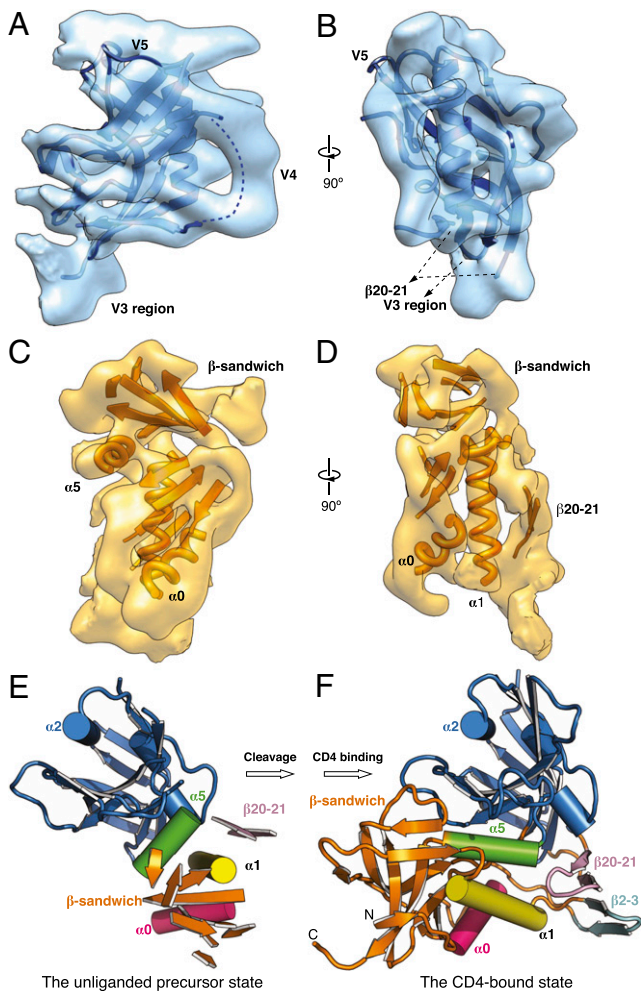 A
B
V5
V5
V4
90º
V3 region
β20-21
V3 region
C
D
β-sandwich
β-sandwich
α5
90º
β20-21
α0
α0
α1
E
F
α2
α2
Cleavage
CD4 binding
β-sandwich
α5
α5
β20-21
α1
β20-21
β-sandwich
β2-3
α0
N
C
α1
α0
The unliganded precursor state
The CD4-bound state